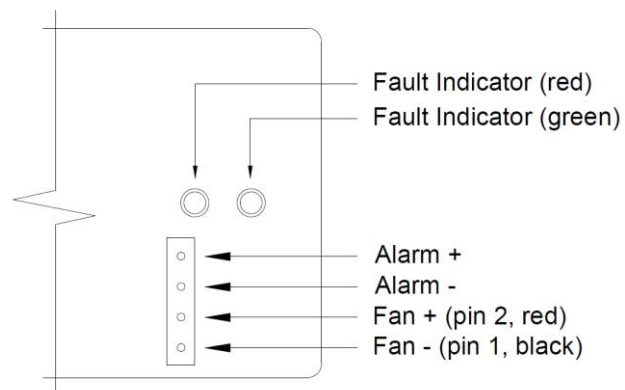 Fault Indicator (red)
Fault Indicator (green)
Alarm +
Alarm -
Fan + (pin 2, red)
Fan - (pin 1, black)